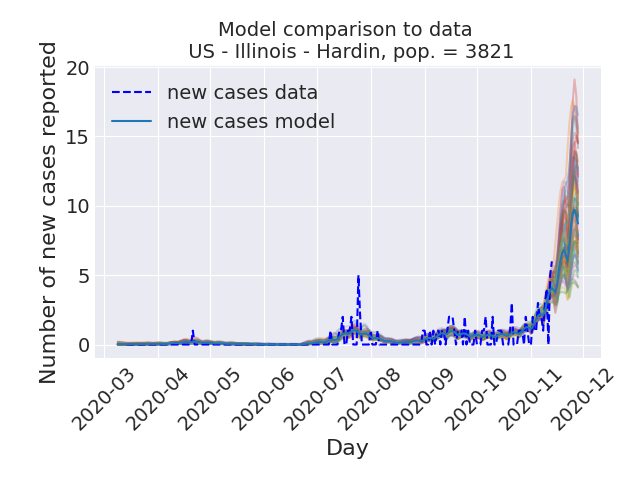 Model comparison to data
US - Illinois - Hardin, pop. = 3821
Number of new cases reported
20
15
10
5
0
new cases data
new cases model
2020-03
2020-04
2020-05
2020-06
2020-07
2020-08
2020-09
2020-10
2020-11
2020-12
Day